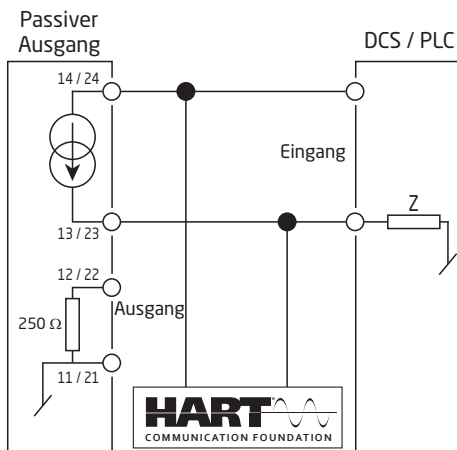 Passiver
Ausgang
DCS / PLC
14 / 24
Eingang
Z
13 / 23
12 / 22
Ausgang
250 Ω
11 / 21
HART
COMMUNICATION FOUNDATION